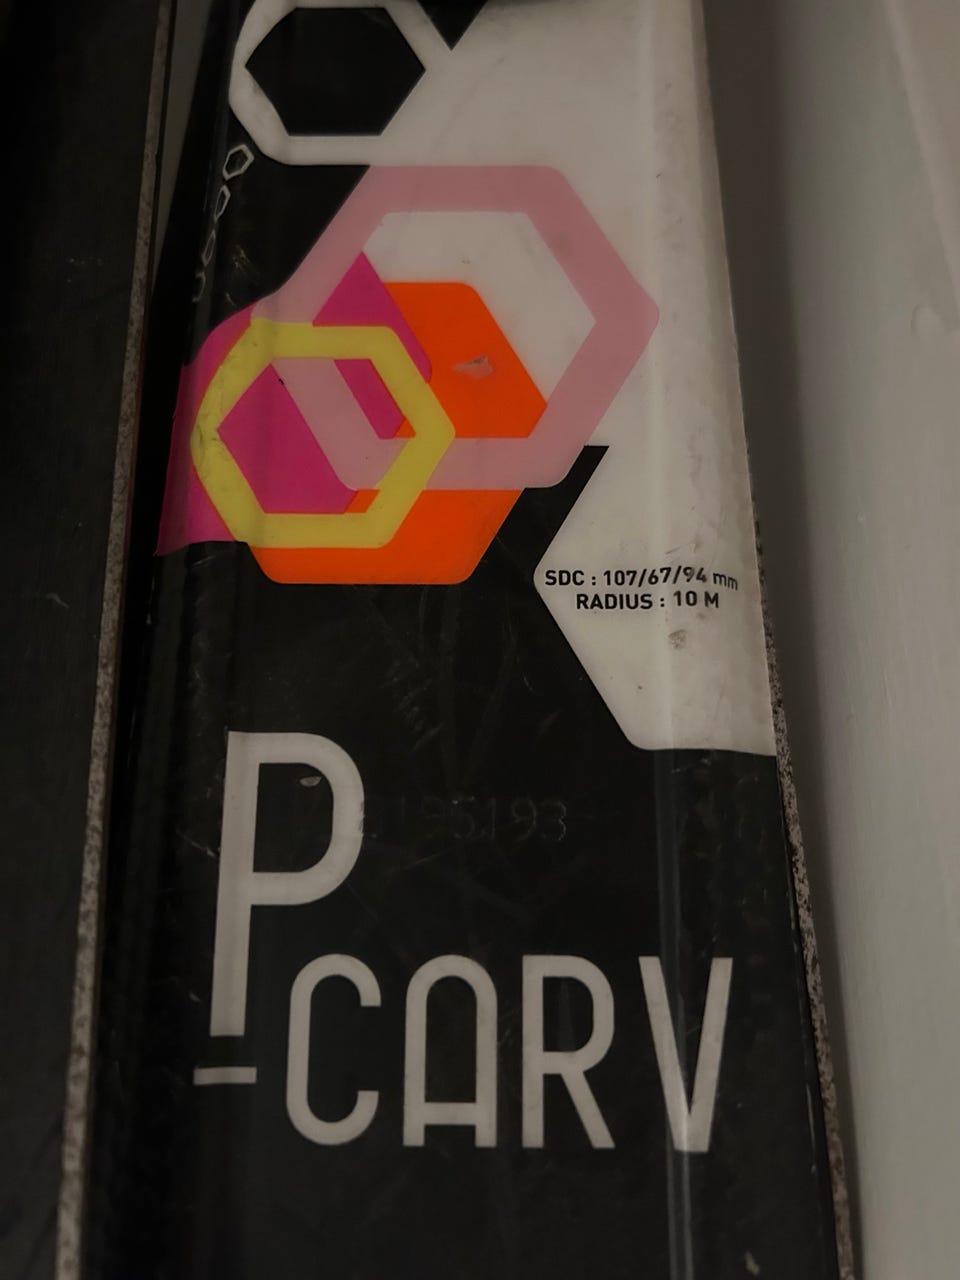 SDC : 107/67/94 mm
RADIUS : 10 M
P
CARV